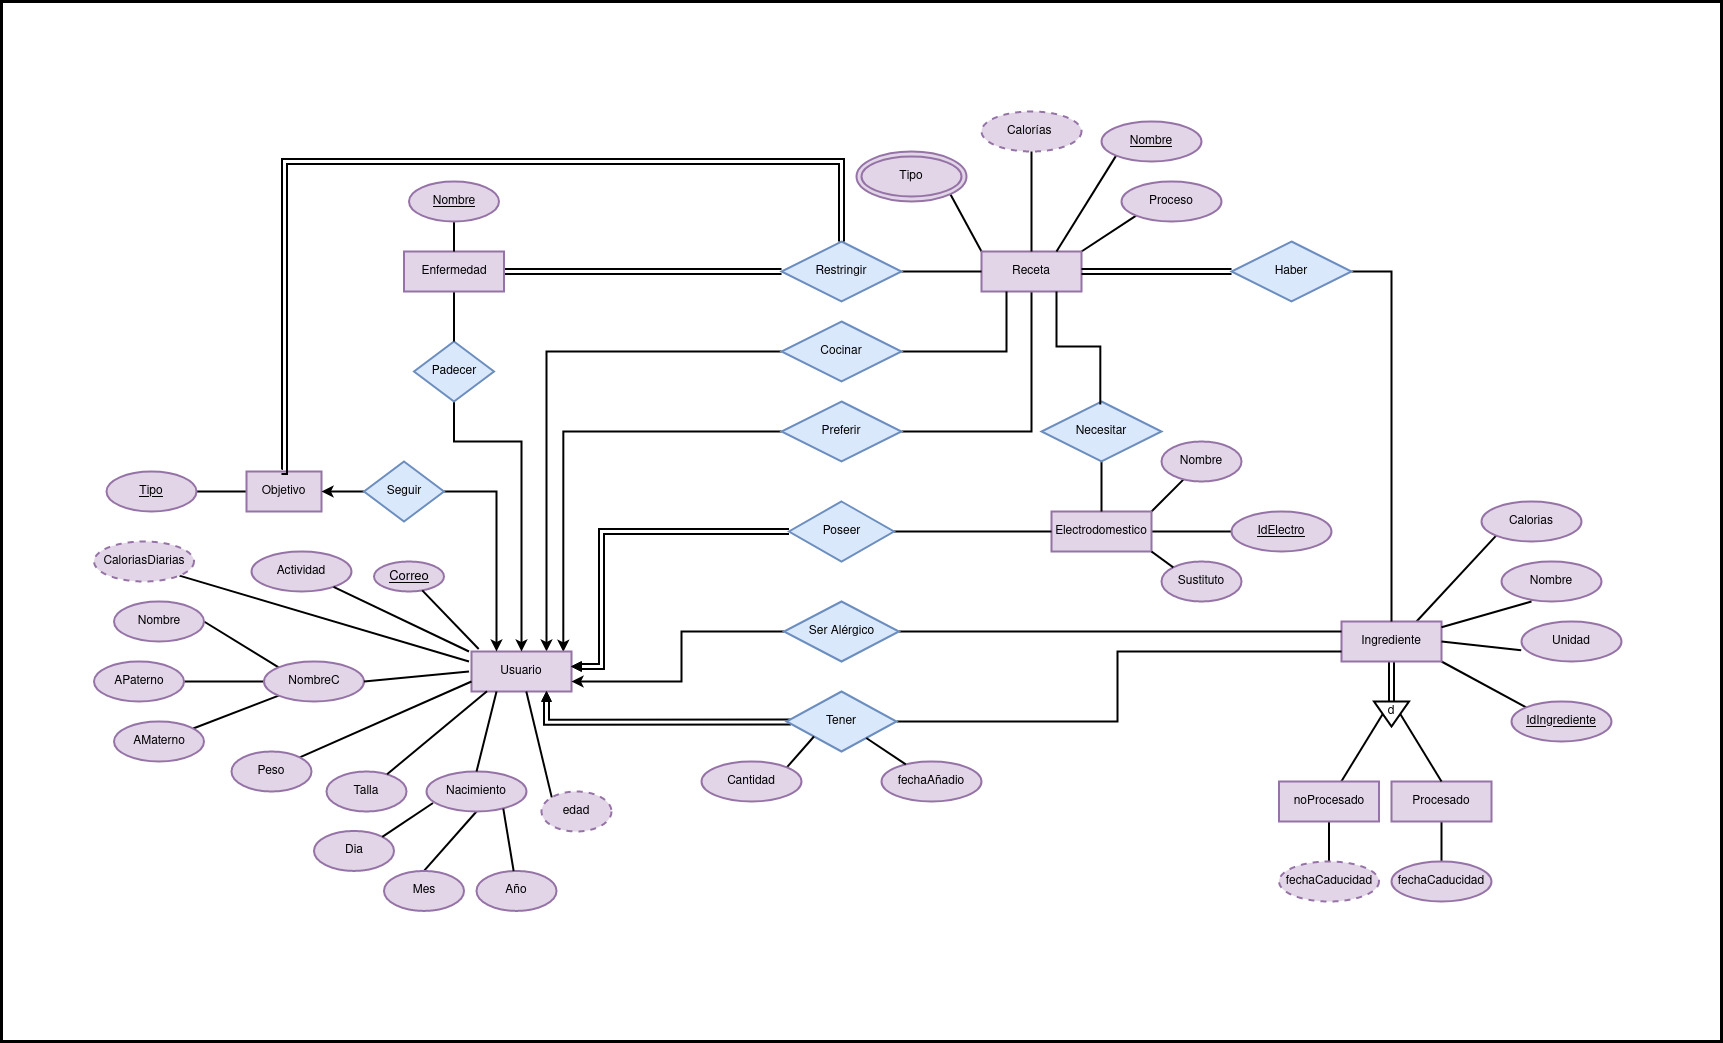 Calorías
Nombre
Tipo
Nombre
Proceso
Enfermedad
Restringir
Receta
Haber
Cocinar
Padecer
Preferir
Necesitar
Nombre
Tipo
Objetivo
Seguir
Poseer
Electrodomestico
IdElectro
Calorias
CaloriasDiarias
Actividad
Correo
Sustituto
Nombre
Nombre
Ser Alérgico
Ingrediente
Unidad
Usuario
APaterno
NombreC
AMaterno
Tener
d
IdIngrediente
Peso
Talla
Nacimiento
edad
Cantidad
fechaAñadio
noProcesado
Procesado
Dia
Mes
Año
fechaCaducidad
fechaCaducidad